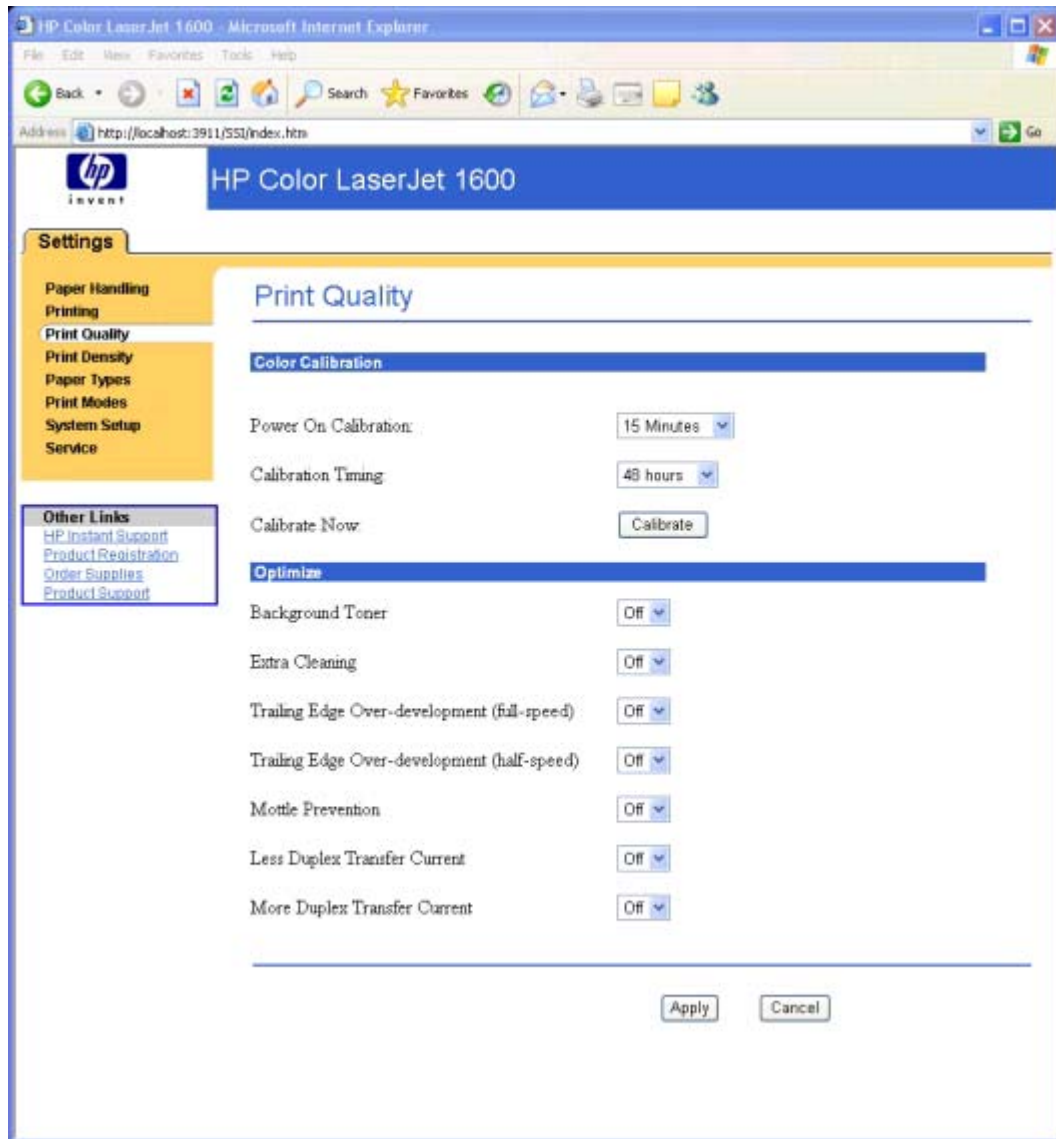 HP Color LaserJet 1600 - Microsoft Internet Explorer
File Edit View Favorites Tools Help
Back Search Favorites
Address http://localhost:3911/SSI/index.htm Go
hp
invent
HP Color LaserJet 1600
Settings
Paper Handling
Printing
Print Quality
Print Density
Paper Types
Print Modes
System Setup
Service
Other Links
HP Instant Support
Product Registration
Order Supplies
Product Support
Print Quality
Color Calibration
Power On Calibration: 15 Minutes
Calibration Timing: 48 hours
Calibrate Now: Calibrate
Optimize
Background Toner Off
Extra Cleaning Off
Trailing Edge Over-development (full-speed) Off
Trailing Edge Over-development (half-speed) Off
Mottle Prevention Off
Less Duplex Transfer Current Off
More Duplex Transfer Current Off
Apply Cancel